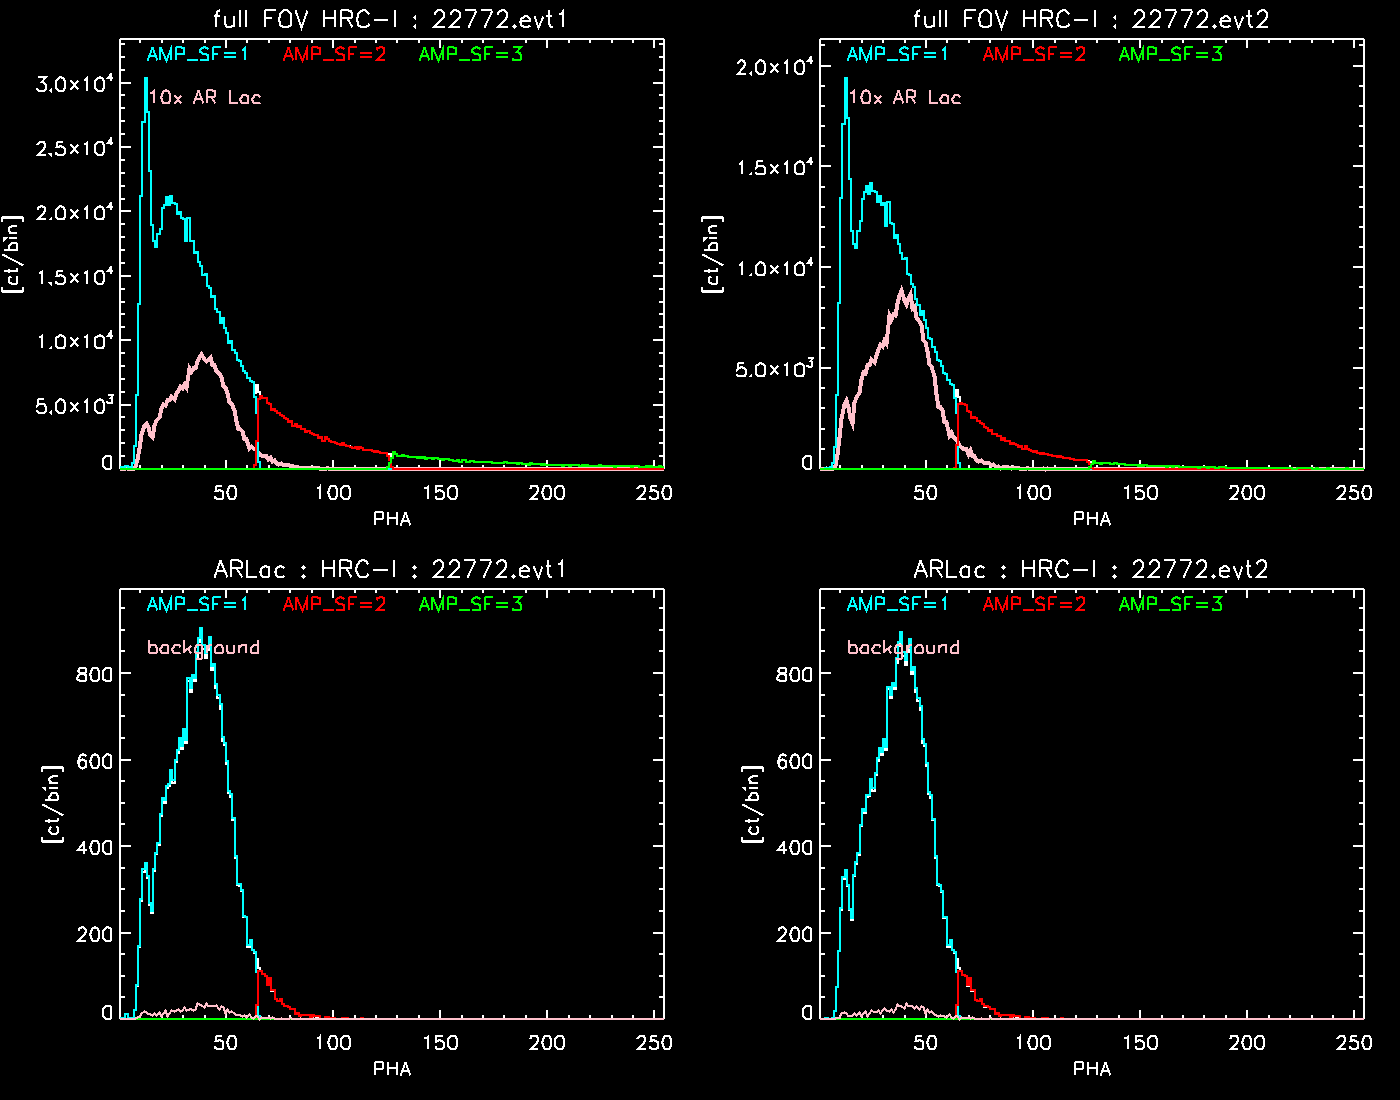 full FOV HRC-I : 22772.evt1
AMP_SF=1 AMP_SF=2 AMP_SF=3
10x AR Lac
3.0×10⁴
2.5×10⁴
2.0×10⁴
1.5×10⁴
1.0×10⁴
5.0×10³
0
[ct/bin]
50 100 150 200 250
PHA
full FOV HRC-I : 22772.evt2
AMP_SF=1 AMP_SF=2 AMP_SF=3
10x AR Lac
2.0×10⁴
1.5×10⁴
1.0×10⁴
5.0×10³
0
[ct/bin]
50 100 150 200 250
PHA
ARLac : HRC-I : 22772.evt1
AMP_SF=1 AMP_SF=2 AMP_SF=3
background
800
600
400
200
0
[ct/bin]
50 100 150 200 250
PHA
ARLac : HRC-I : 22772.evt2
AMP_SF=1 AMP_SF=2 AMP_SF=3
background
800
600
400
200
0
[ct/bin]
50 100 150 200 250
PHA